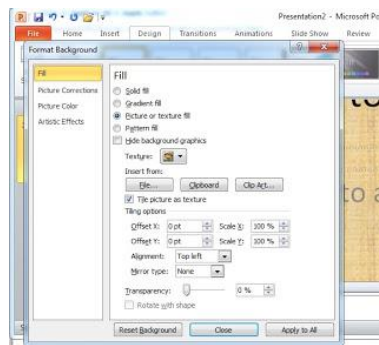 Presentation2 - Microsoft Po
File Home Insert Design Transitions Animations Slide Show Review
Format Background
Fill
Picture Corrections
Picture Color
Artistic Effects
Fill
Solid fill
Gradient fill
Picture or texture fill
Pattern fill
Hide background graphics
Texture:
Insert from:
File... Clipboard Clip Art...
Tile picture as texture
Tiling options
Offset X: 0 pt Scale X: 100 %
Offset Y: 0 pt Scale Y: 100 %
Alignment: Top left
Mirror type: None
Transparency: 0 %
Rotate with shape
Reset Background Close Apply to All
to a